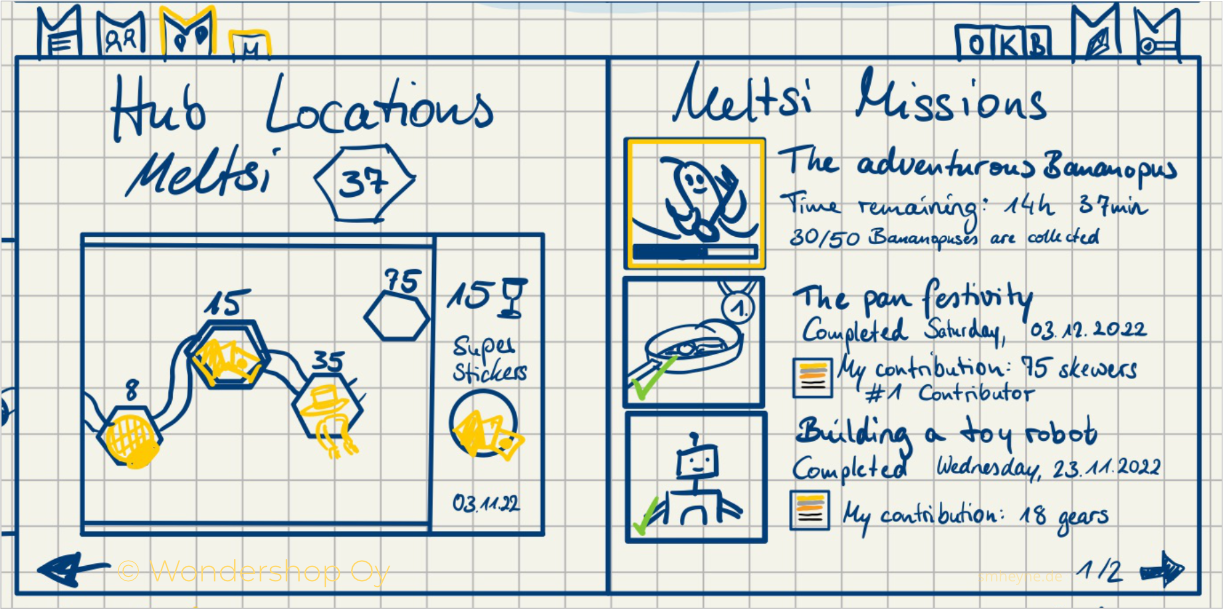 M
O K B
Hub Locations
Meltsi 37
8
15
35
75
15
Super
Stickers
03.11.22
© Wondershop Oy
Meltsi Missions
The adventurous Bananopus
Time remaining: 14h 37min
30/50 Bananopuses are collected
1.
The pan festivity
Completed Saturday, 03.12.2022
My contribution: 75 skewers
#1 Contributor
Building a toy robot
Completed Wednesday, 23.11.2022
My contribution: 18 gears
smheyne.de
1/2